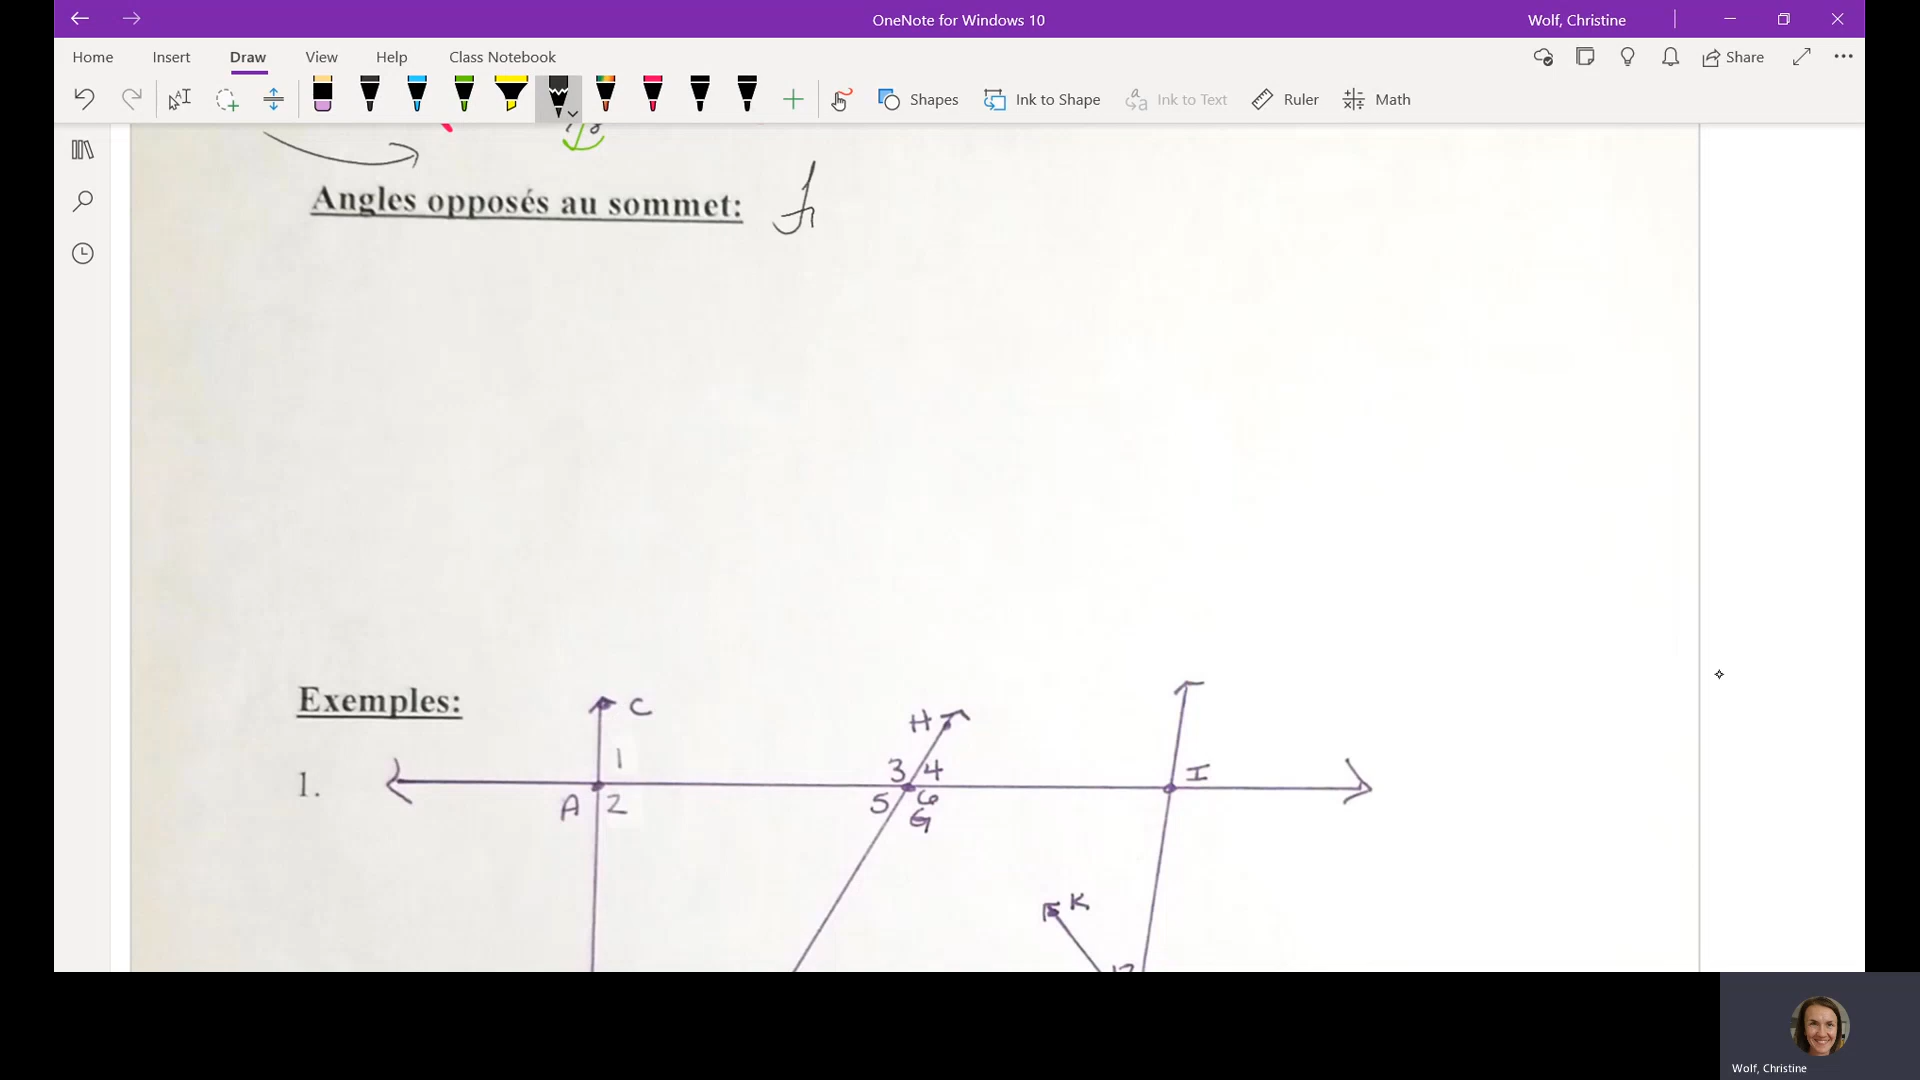 OneNote for Windows 10
Wolf, Christine
Home Insert Draw View Help Class Notebook
Share
Shapes Ink to Shape Ink to Text Ruler Math
Angles opposés au sommet:
Exemples:
C
H
1
3 4
I
1.
A 2
5 6
G
K
Wolf, Christine